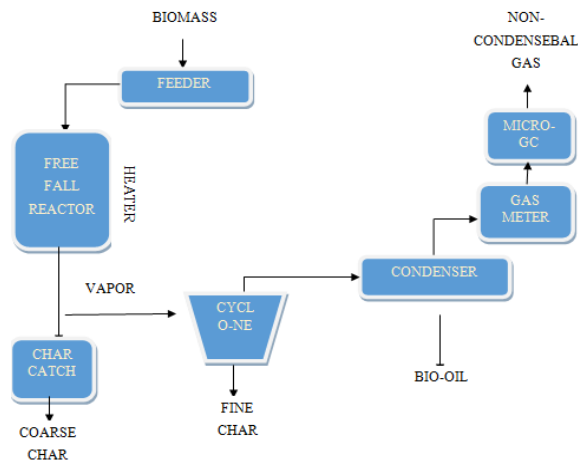 BIOMASS
FEEDER
FREE
FALL
REACTOR
HEATER
VAPOR
CHAR
CATCH
COARSE
CHAR
CYCL
O-NE
FINE
CHAR
CONDENSER
BIO-OIL
GAS
METER
MICRO-
GC
NON-
CONDENSEBAL
GAS